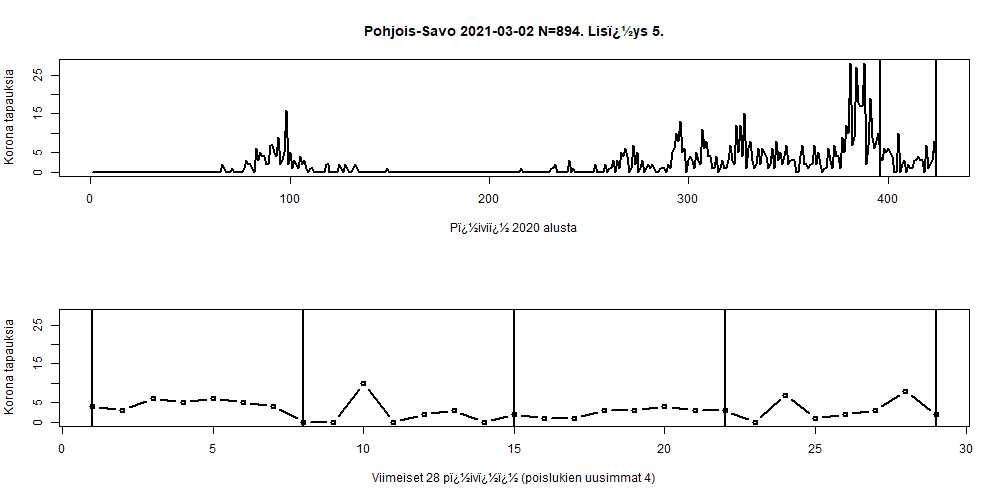 Pohjois-Savo 2021-03-02 N=894. Lisï¿½ys 5.
Korona tapauksia
0 5 15 25
0 100 200 300 400
Pï¿½iviï¿½ 2020 alusta
Korona tapauksia
0 5 15 25
0 5 10 15 20 25 30
Viimeiset 28 pï¿½ivï¿½ï¿½ (poislukien uusimmat 4)